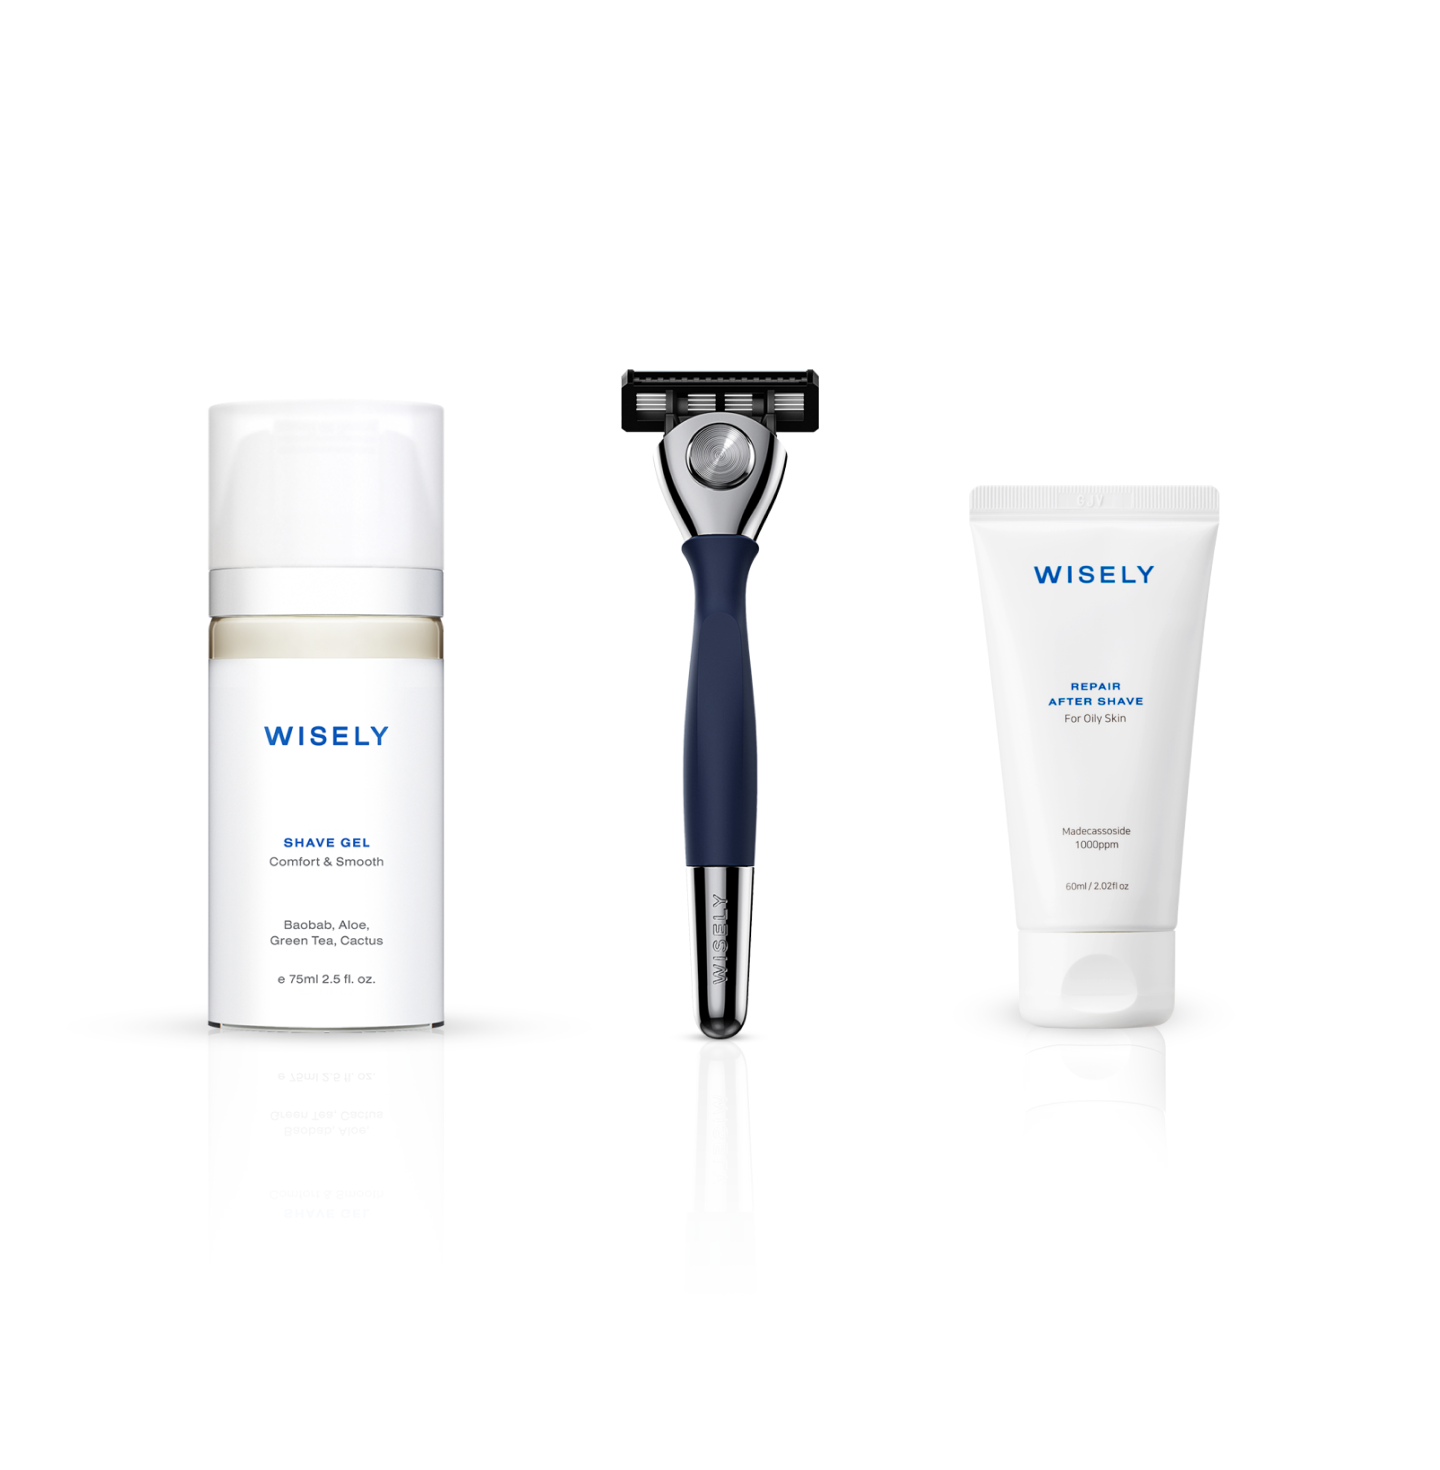 WISELY
SHAVE GEL
Comfort & Smooth
Baobab, Aloe,
Green Tea, Cactus
e 75ml 2.5 fl. oz.
WISELY
WISELY
REPAIR
AFTER SHAVE
For Oily Skin
Madecassoside
1000ppm
60ml / 2.02fl oz